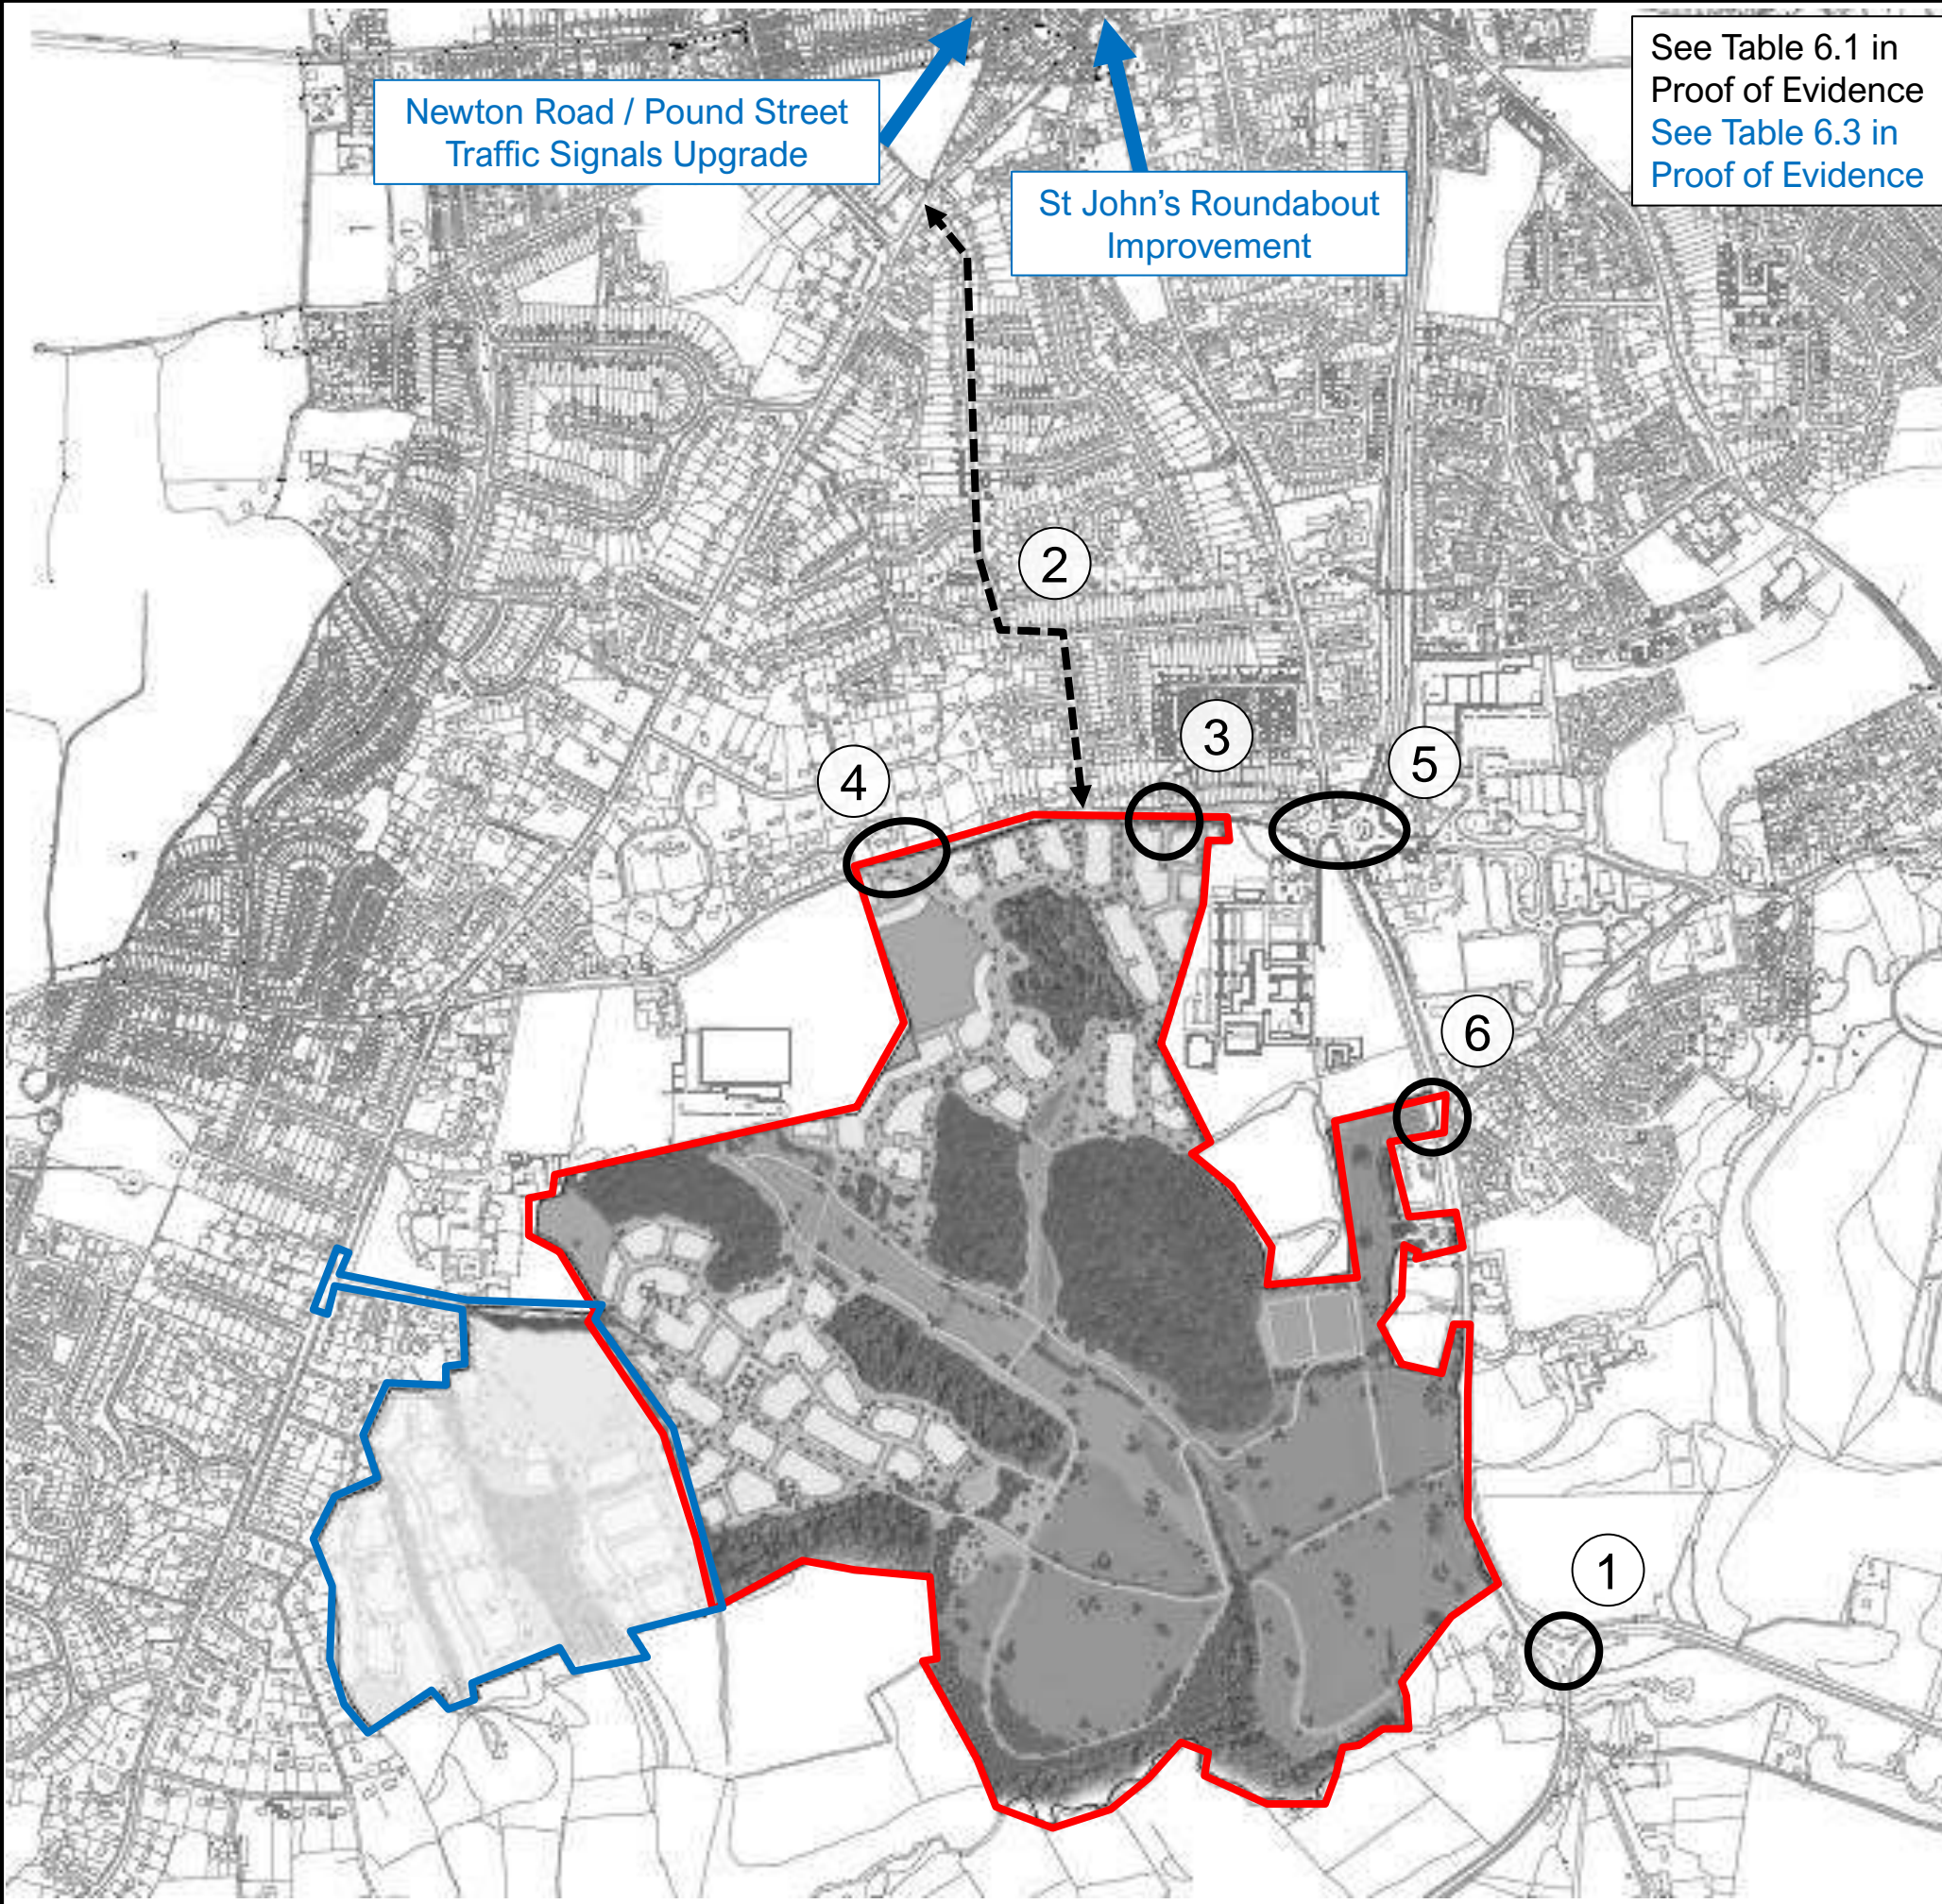 See Table 6.1 in
Proof of Evidence
See Table 6.3 in
Proof of Evidence
Newton Road / Pound Street
Traffic Signals Upgrade
St John's Roundabout
Improvement
2
3
5
4
6
1